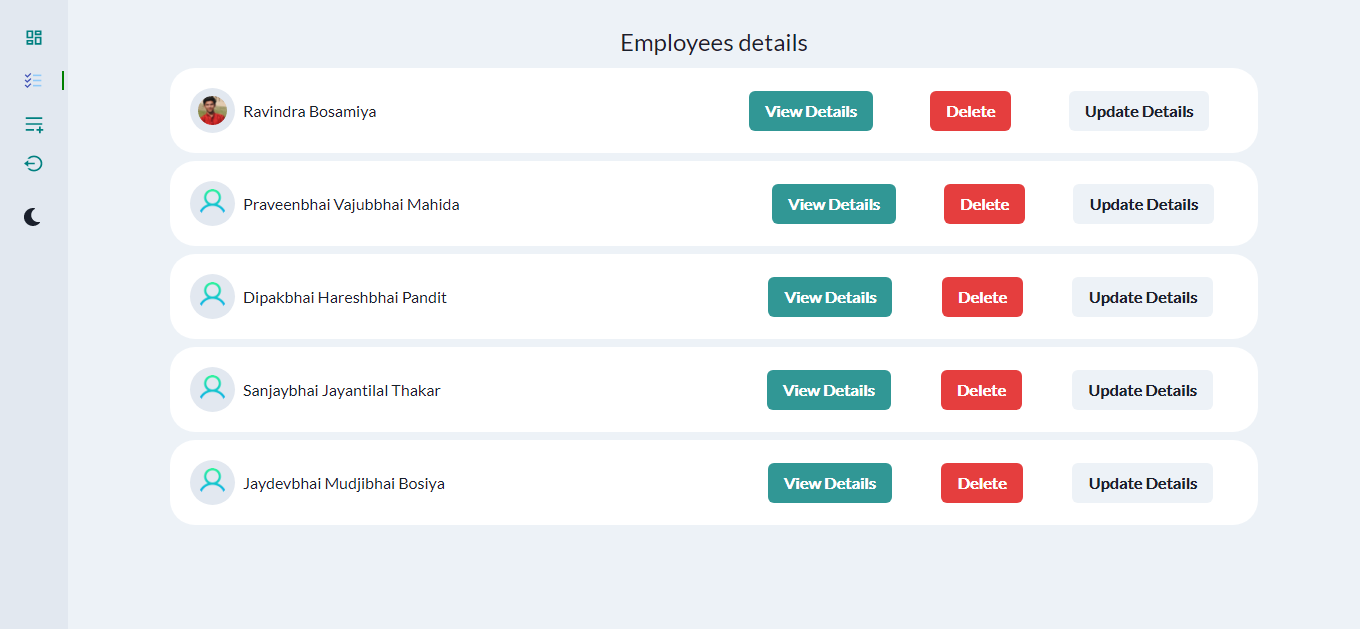 Employees details
Ravindra Bosamiya View Details Delete Update Details
Praveenbhai Vajubbhai Mahida View Details Delete Update Details
Dipakbhai Hareshbhai Pandit View Details Delete Update Details
Sanjaybhai Jayantilal Thakar View Details Delete Update Details
Jaydevbhai Mudjibhai Bosiya View Details Delete Update Details